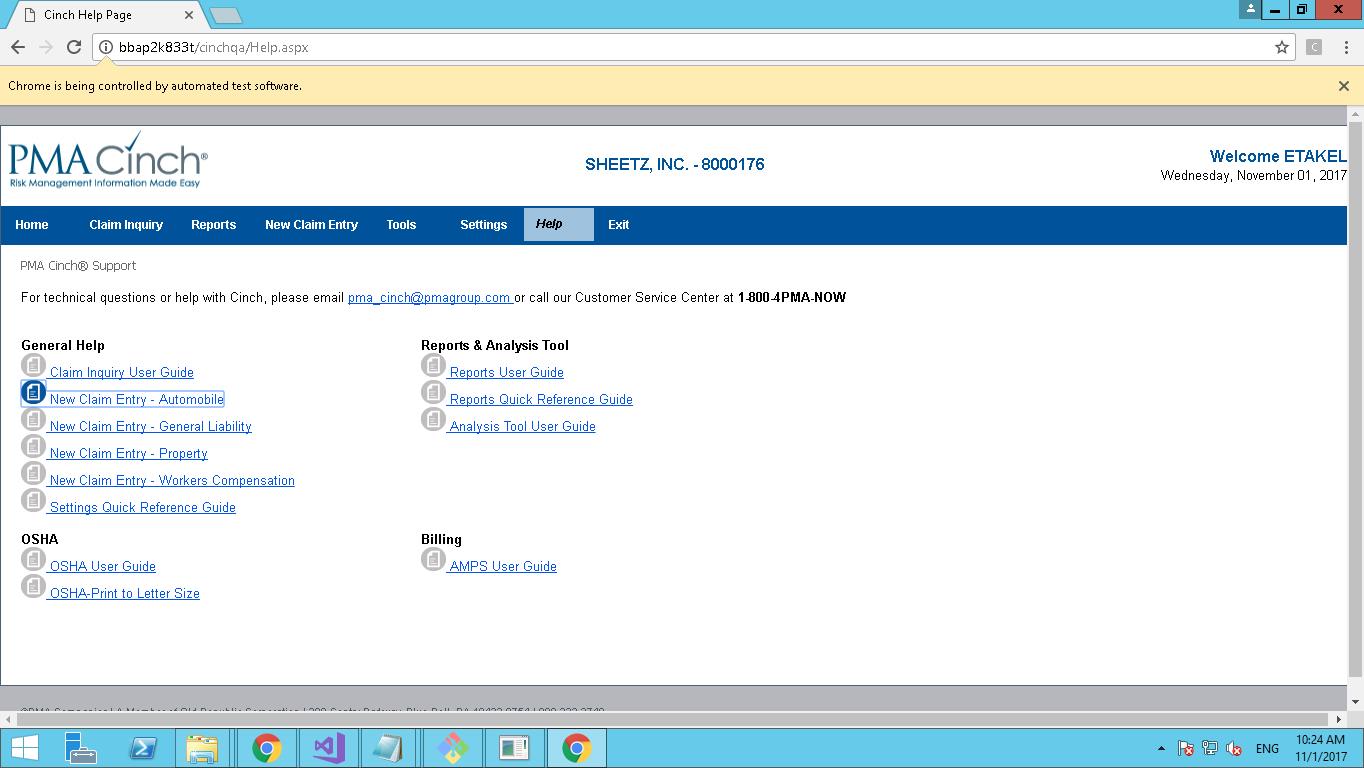 Cinch Help Page
bbap2k833t/cinchqa/Help.aspx
C
Chrome is being controlled by automated test software.
PMA Cinch®
Risk Management Information Made Easy
SHEETZ, INC. - 8000176
Welcome ETAKEL
Wednesday, November 01, 2017
Home Claim Inquiry Reports New Claim Entry Tools Settings Help Exit
PMA Cinch® Support
For technical questions or help with Cinch, please email pma_cinch@pmagroup.com or call our Customer Service Center at 1-800-4PMA-NOW
General Help
Claim Inquiry User Guide
New Claim Entry - Automobile
New Claim Entry - General Liability
New Claim Entry - Property
New Claim Entry - Workers Compensation
Settings Quick Reference Guide
Reports & Analysis Tool
Reports User Guide
Reports Quick Reference Guide
Analysis Tool User Guide
OSHA
OSHA User Guide
OSHA-Print to Letter Size
Billing
AMPS User Guide
ENG
10:24 AM
11/1/2017